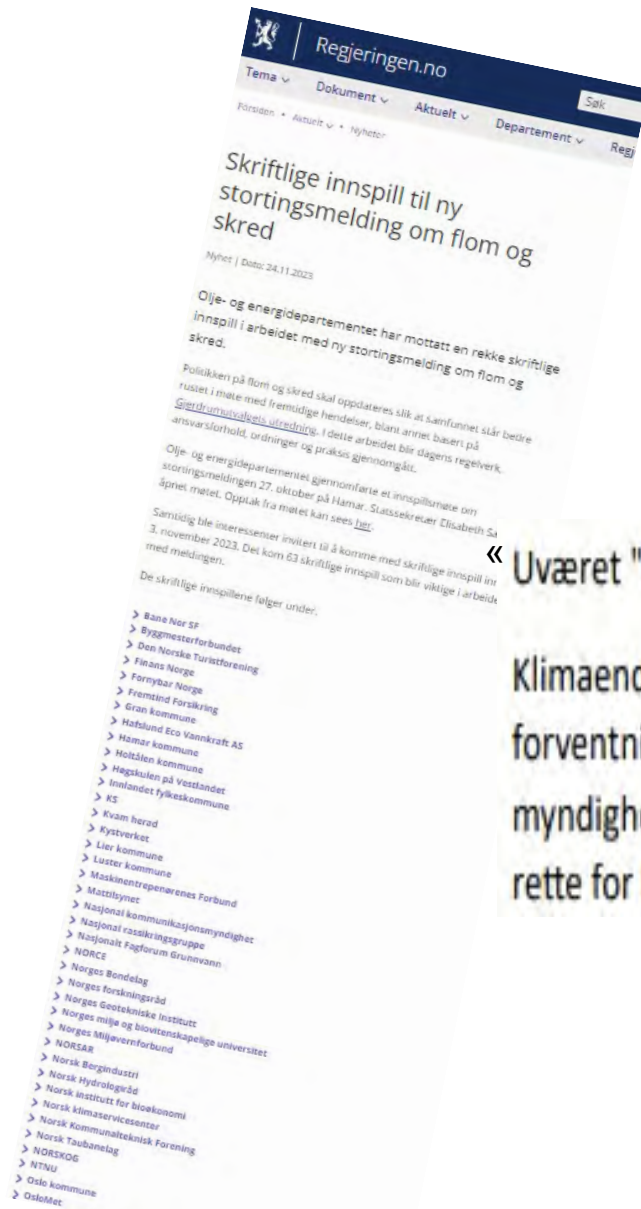 Regjeringen.no
Søk
Tema
Dokument
Aktuelt
Departement
Regj
Forsiden • Aktuelt • Nyheter
Skriftlige innspill til ny
stortingsmelding om flom og
skred
Nyhet | Dato: 24.11.2023
Olje- og energidepartementet har mottatt en rekke skriftlige
innspill i arbeidet med ny stortingsmelding om flom og
skred.
Politikken på flom og skred skal oppdateres slik at samfunnet står bedre
rustet i møte med fremtidige hendelser, blant annet basert på
Gjerdrumutvalgets utredning. I dette arbeidet blir dagens regelverk,
ansvarsforhold, ordninger og praksis gjennomgått.
Olje- og energidepartementet gjennomførte et innspillsmøte om
stortingsmeldingen 27. oktober på Hamar. Statssekretær Elisabeth Sæ
åpnet møtet. Opptak fra møtet kan sees her.
Samtidig ble interessenter invitert til å komme med skriftlige innspill inn
3. november 2023. Det kom 63 skriftlige innspill som blir viktige i arbeide
med meldingen.
De skriftlige innspillene følger under.
> Bane Nor SF
> Byggmesterforbundet
> Den Norske Turistforening
> Finans Norge
> Fornybar Norge
> Fremtind Forsikring
> Gran kommune
> Hafslund Eco Vannkraft AS
> Hamar kommune
> Holtålen kommune
> Høgskulen på Vestlandet
> Innlandet fylkeskommune
> KS
> Kvam herad
> Kystverket
> Lier kommune
> Luster kommune
> Maskinentreprenørenes Forbund
> Mattilsynet
> Nasjonal kommunikasjonsmyndighet
> Nasjonal rassikringsgruppe
> Nasjonalt Fagforum Grunnvann
> NORCE
> Norges Bondelag
> Norges forskningsråd
> Norges Geotekniske Institutt
> Norges miljø og biovitenskapelige universitet
> Norges Miljøvernforbund
> NORSAR
> Norsk Bergindustri
> Norsk Hydrologiråd
> Norsk institutt for bioøkonomi
> Norsk klimaservicesenter
> Norsk Kommunalteknisk Forening
> Norsk Taubanelag
> NORSKOG
> NTNU
> Oslo kommune
> OsloMet
« Uværet "
Klimaend
forventni
myndighe
rette for